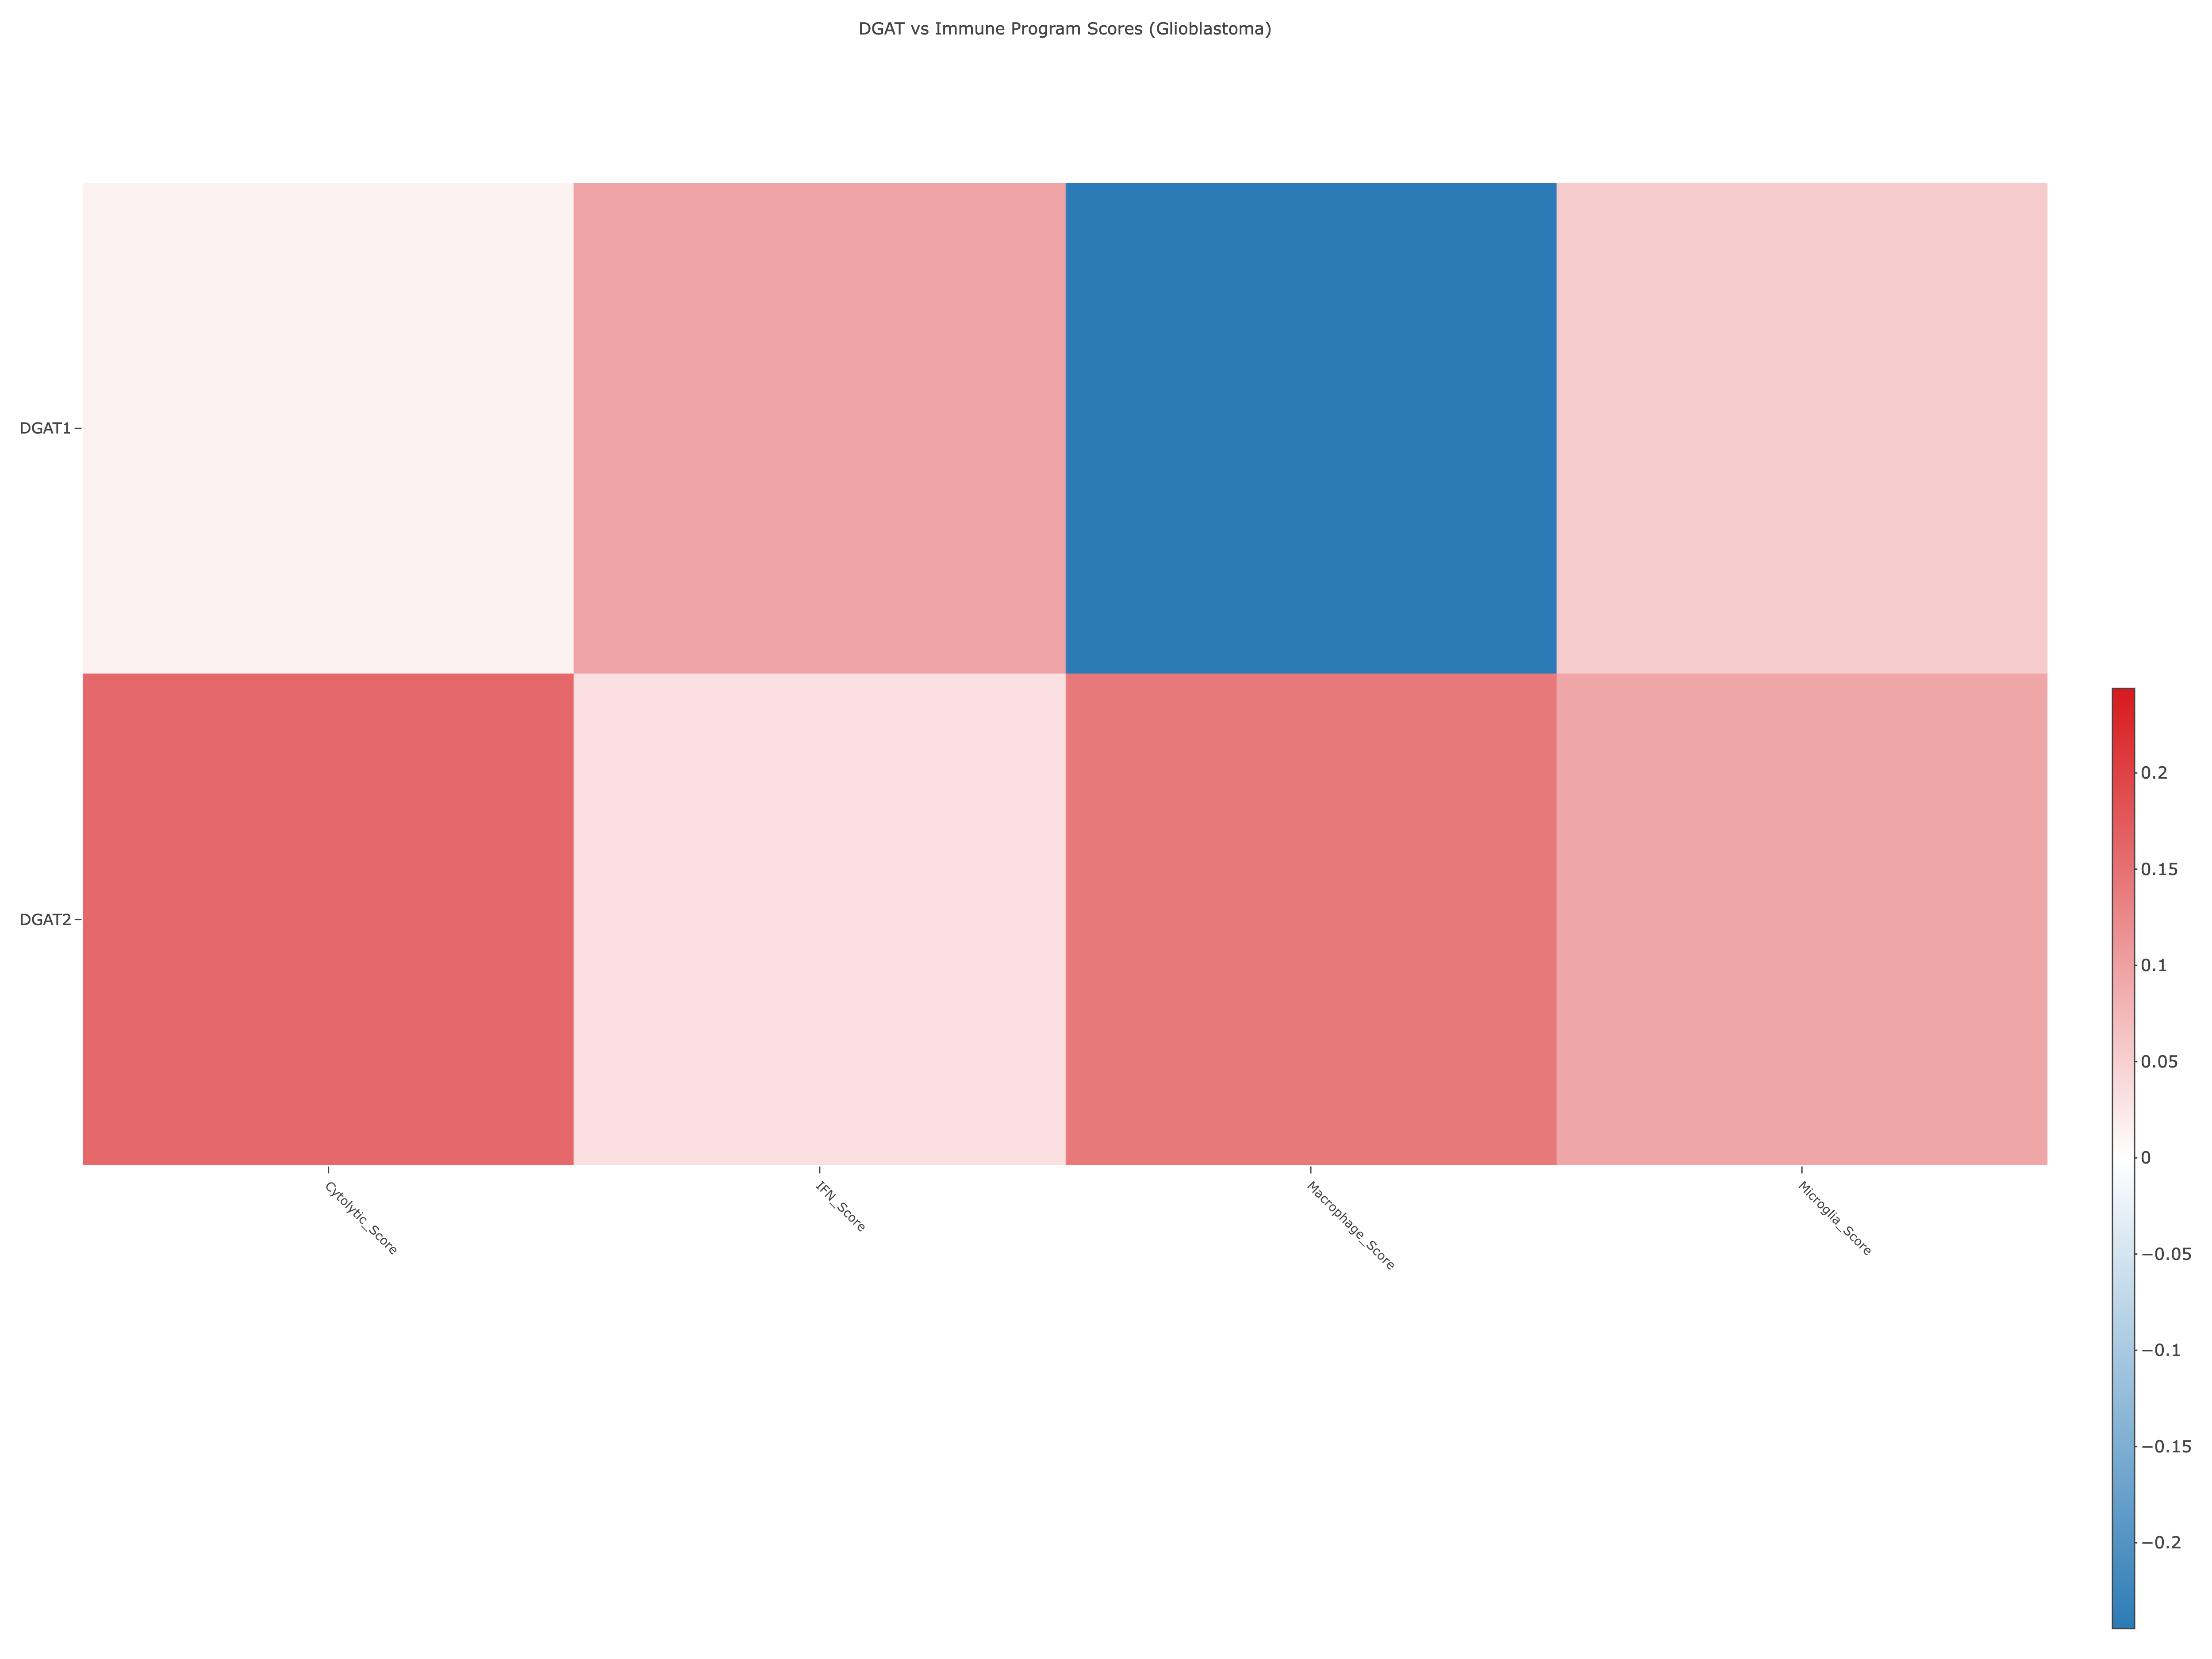 DGAT vs Immune Program Scores (Glioblastoma)
DGAT1
DGAT2
Cytolytic_Score
IFN_Score
Macrophage_Score
Microglia_Score
0.2
0.15
0.1
0.05
0
−0.05
−0.1
−0.15
−0.2